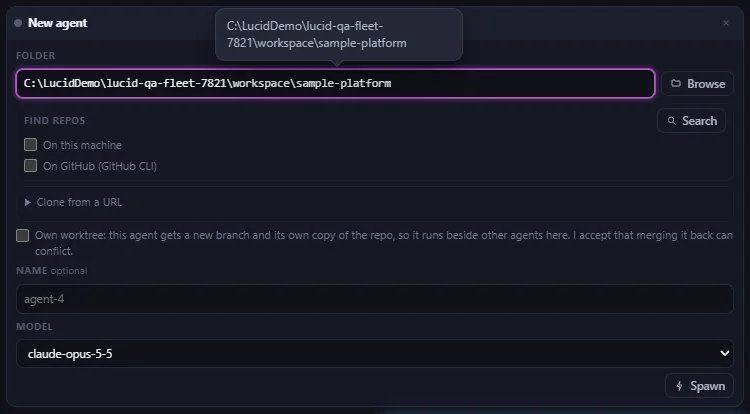 New agent
×
C:\LucidDemo\lucid-qa-fleet-
7821\workspace\sample-platform
FOLDER
C:\LucidDemo\lucid-qa-fleet-7821\workspace\sample-platform
Browse
FIND REPOS
Search
On this machine
On GitHub (GitHub CLI)
Clone from a URL
Own worktree: this agent gets a new branch and its own copy of the repo, so it runs beside other agents here. I accept that merging it back can
conflict.
NAME optional
agent-4
MODEL
claude-opus-5-5
Spawn